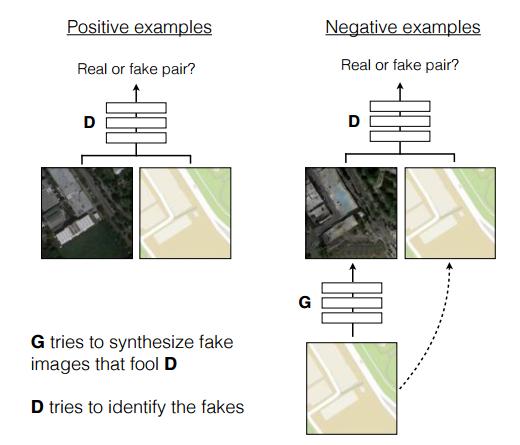 Positive examples
Negative examples
Real or fake pair?
Real or fake pair?
D
D
G
G tries to synthesize fake
images that fool D
D tries to identify the fakes